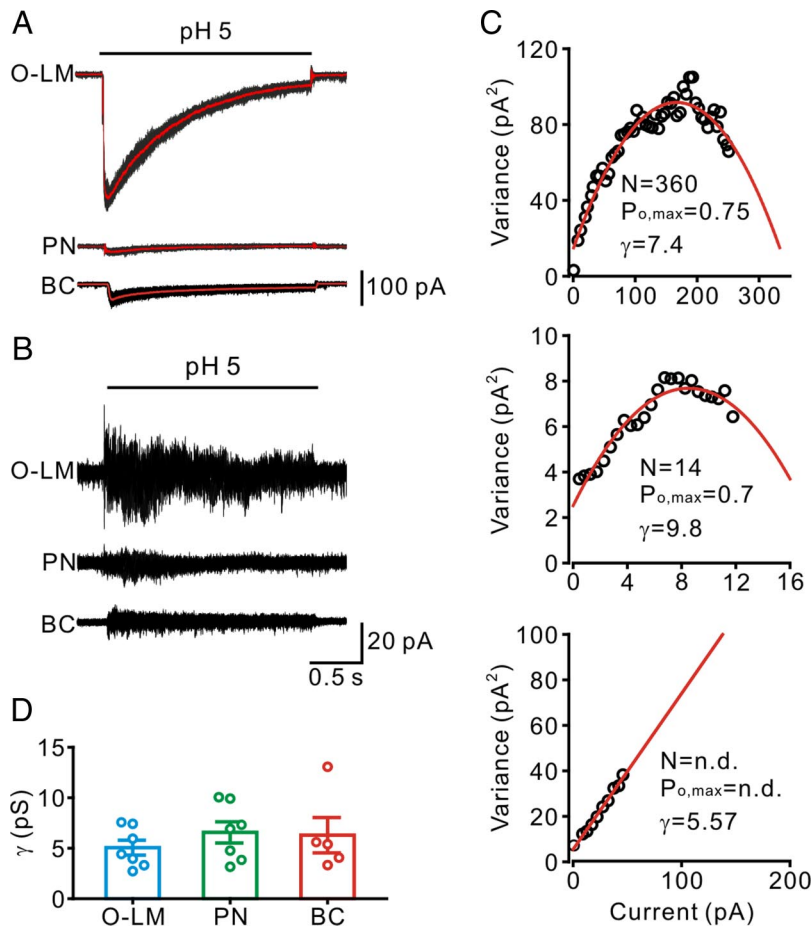 A
pH 5
O-LM
PN
BC
100 pA
B
pH 5
O-LM
PN
BC
20 pA
0.5 s
C
Variance (pA²)
120
80
40
0
N=360
Po,max=0.75
γ=7.4
0 100 200 300
Variance (pA²)
10
8
6
4
2
0
N=14
Po,max=0.7
γ=9.8
0 4 8 12 16
Variance (pA²)
100
80
60
40
20
0
N=n.d.
Po,max=n.d.
γ=5.57
0 100 200
Current (pA)
D
γ (pS)
15
10
5
0
O-LM PN BC